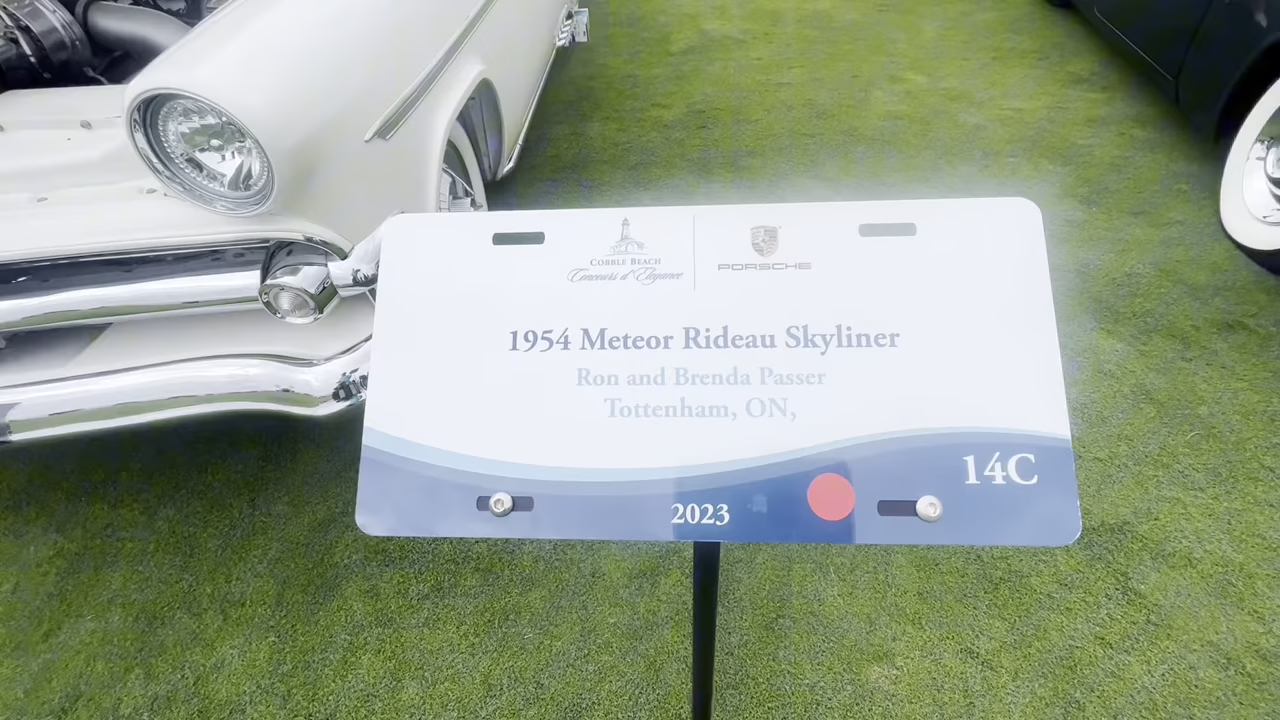 COBBLE BEACH
Concours d'Elegance
PORSCHE
1954 Meteor Rideau Skyliner
Ron and Brenda Passer
Tottenham, ON,
14C
2023